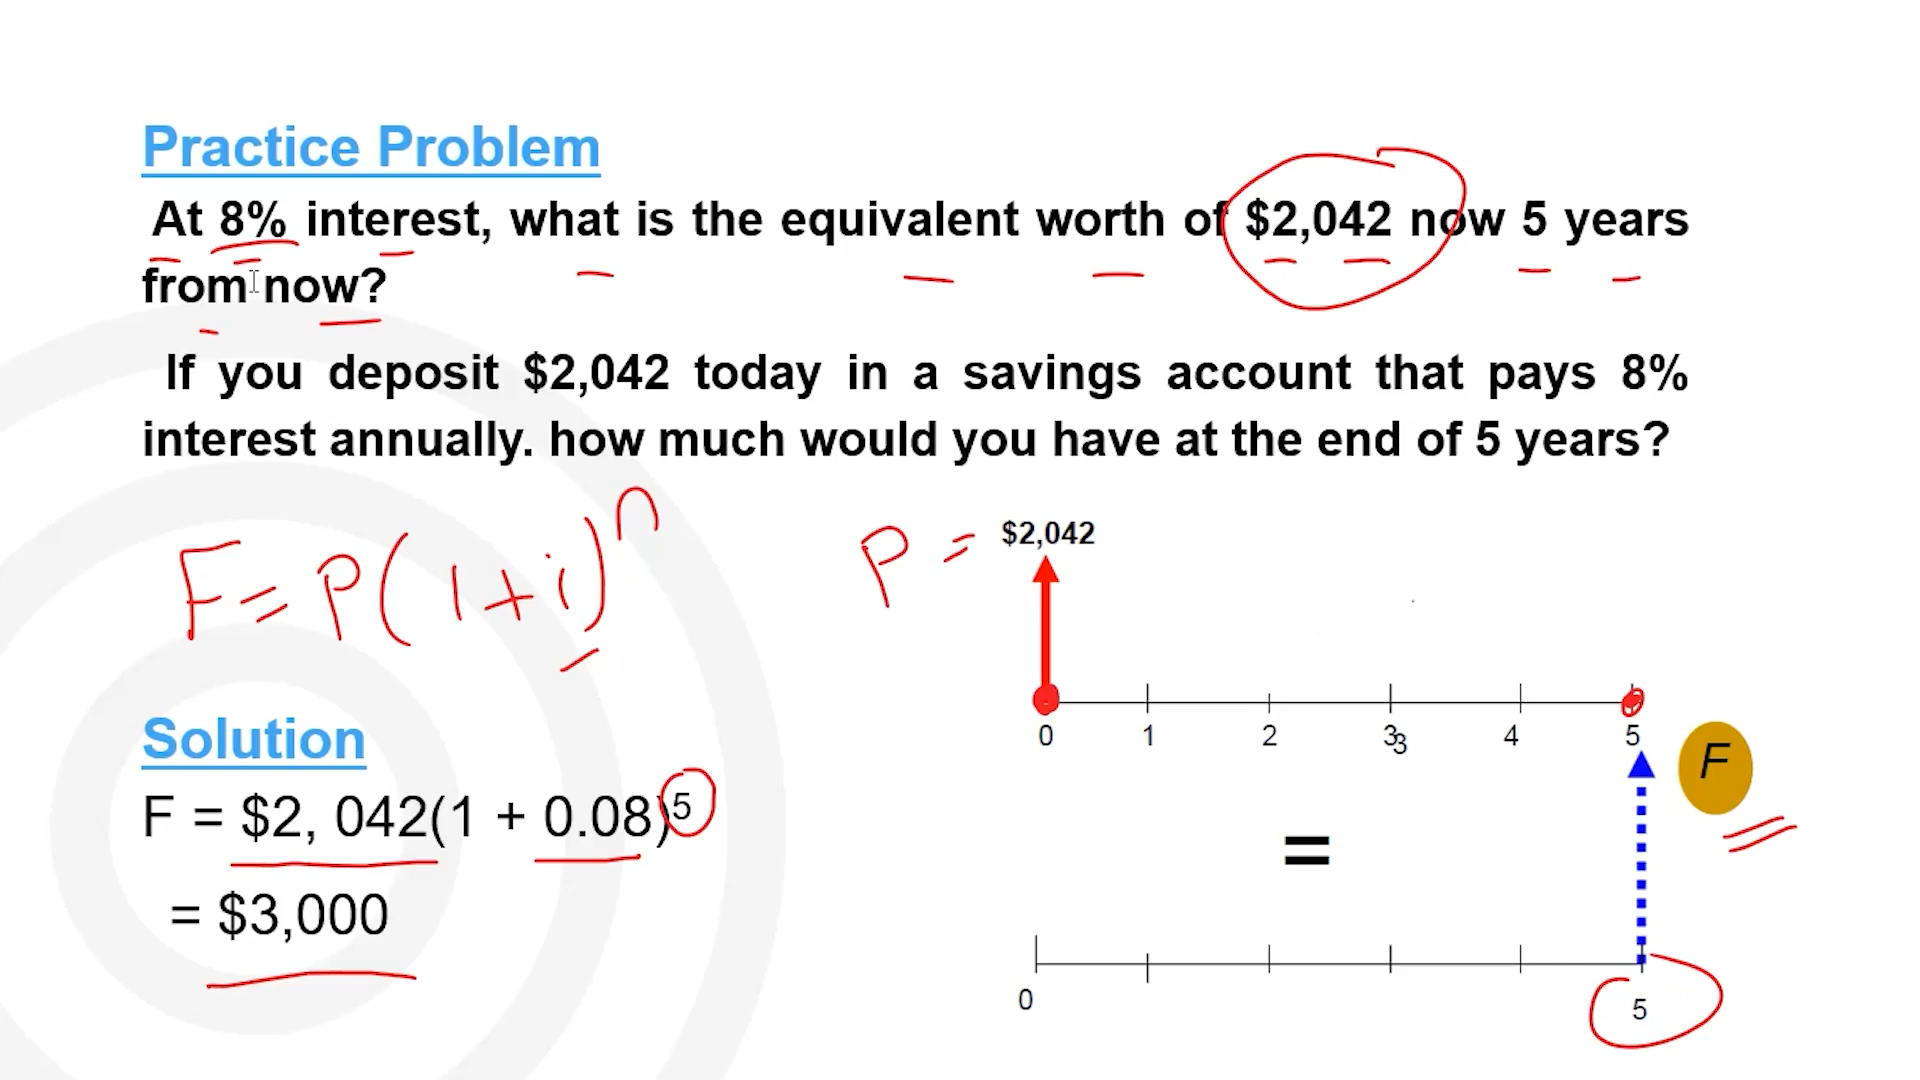 Practice Problem
At 8% interest, what is the equivalent worth of $2,042 now 5 years
from now?
If you deposit $2,042 today in a savings account that pays 8%
interest annually. how much would you have at the end of 5 years?
F = P(1+i)^n
P = $2,042
0 1 2 3 3 4 5
F
Solution
F = $2, 042(1 + 0.08)^5
= $3,000
=
0 5